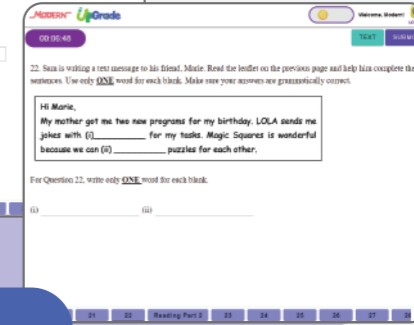 MODERN UpGrade
Welcome, Modern!
00:06:48
TEXT
22. Sam is writing a text message to his friend, Marie. Read the leaflet on the previous page and help him complete the
sentences. Use only ONE word for each blank. Make sure your answers are grammatically correct.
Hi Marie,
My mother got me two new programs for my birthday. LOLA sends me
jokes with (i)__________ for my tasks. Magic Squares is wonderful
because we can (ii) __________ puzzles for each other.
For Question 22, write only ONE word for each blank.
(i) ____________________ (ii) ____________________
21 22 Reading Part 2 23 24 25 26 27